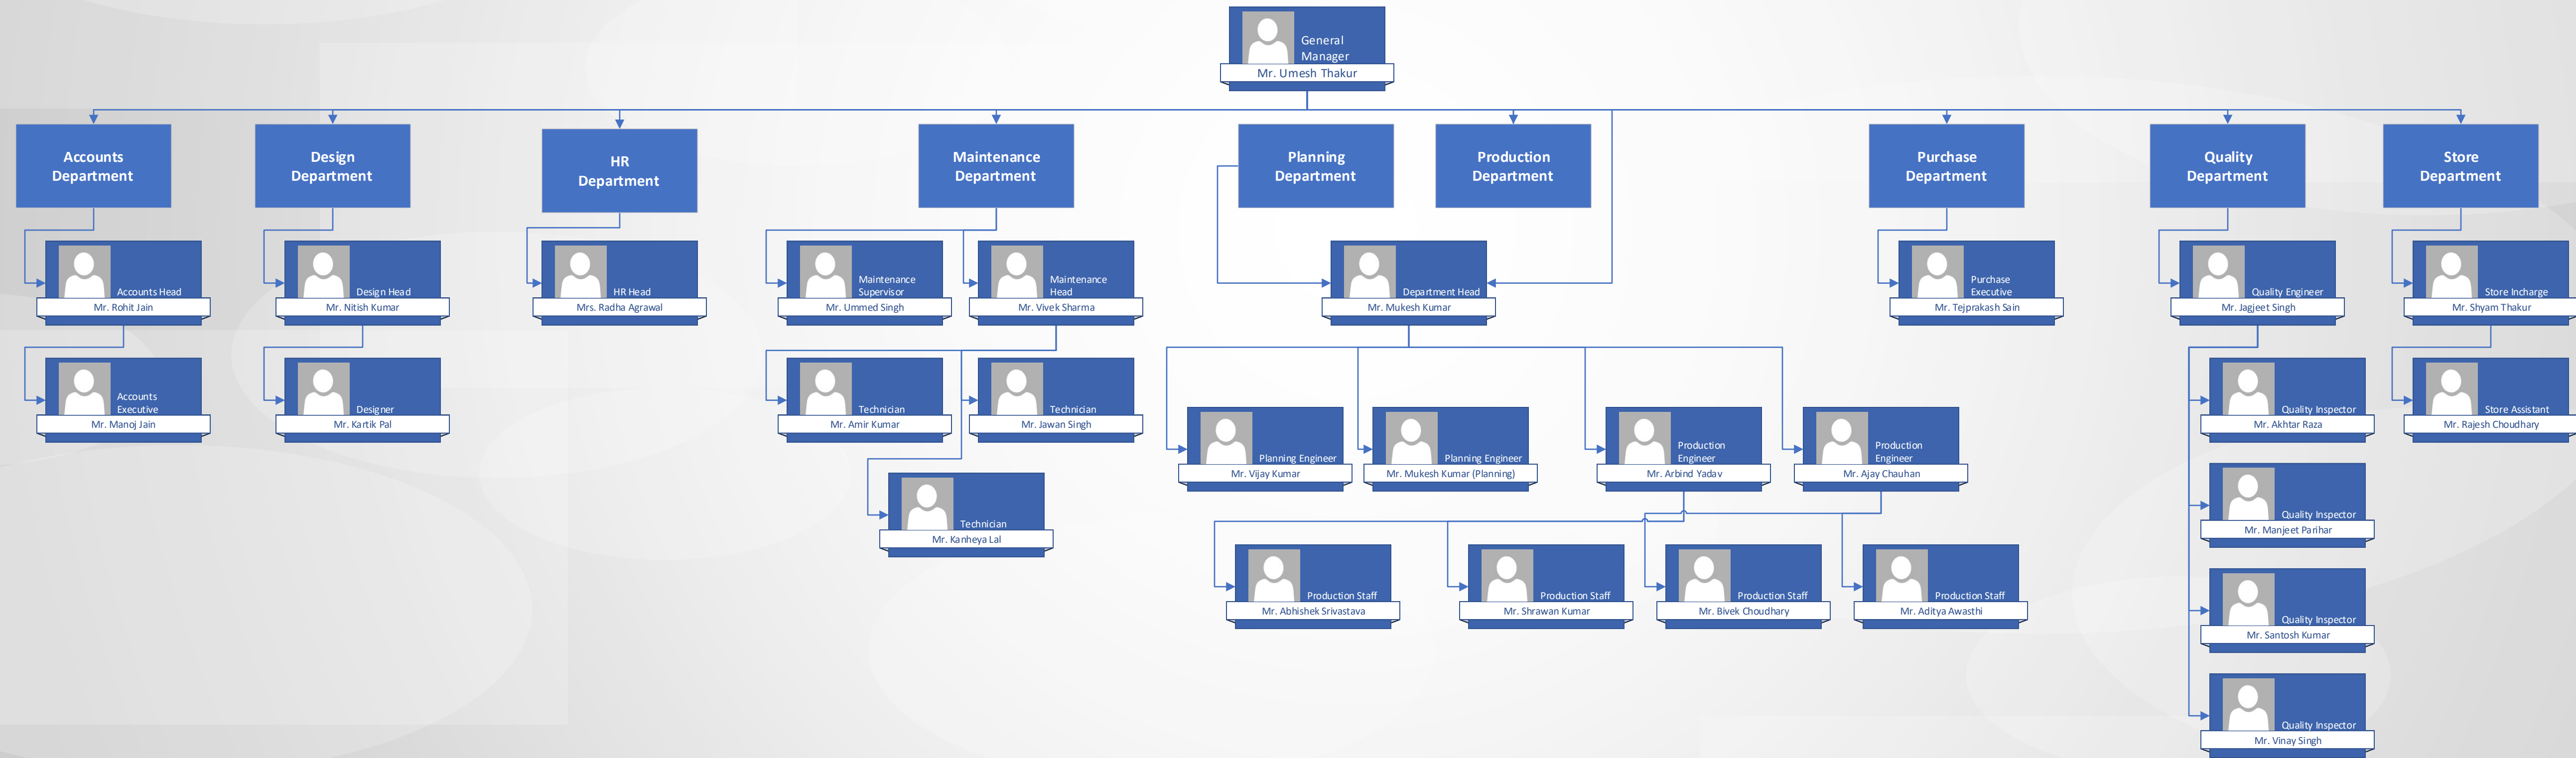 General
Manager
Mr. Umesh Thakur
Accounts
Department
Design
Department
HR
Department
Maintenance
Department
Planning
Department
Production
Department
Purchase
Department
Quality
Department
Store
Department
Accounts Head
Mr. Rohit Jain
Design Head
Mr. Nitish Kumar
HR Head
Mrs. Radha Agrawal
Maintenance
Supervisor
Mr. Ummed Singh
Maintenance
Head
Mr. Vivek Sharma
Department Head
Mr. Mukesh Kumar
Purchase
Executive
Mr. Tejprakash Sain
Quality Engineer
Mr. Jagjeet Singh
Store Incharge
Mr. Shyam Thakur
Accounts
Executive
Mr. Manoj Jain
Designer
Mr. Kartik Pal
Technician
Mr. Amir Kumar
Technician
Mr. Jawan Singh
Quality Inspector
Mr. Akhtar Raza
Store Assistant
Mr. Rajesh Choudhary
Planning Engineer
Mr. Vijay Kumar
Planning Engineer
Mr. Mukesh Kumar (Planning)
Production
Engineer
Mr. Arbind Yadav
Production
Engineer
Mr. Ajay Chauhan
Technician
Mr. Kanheya Lal
Quality Inspector
Mr. Manjeet Parihar
Production Staff
Mr. Abhishek Srivastava
Production Staff
Mr. Shrawan Kumar
Production Staff
Mr. Bivek Choudhary
Production Staff
Mr. Aditya Awasthi
Quality Inspector
Mr. Santosh Kumar
Quality Inspector
Mr. Vinay Singh